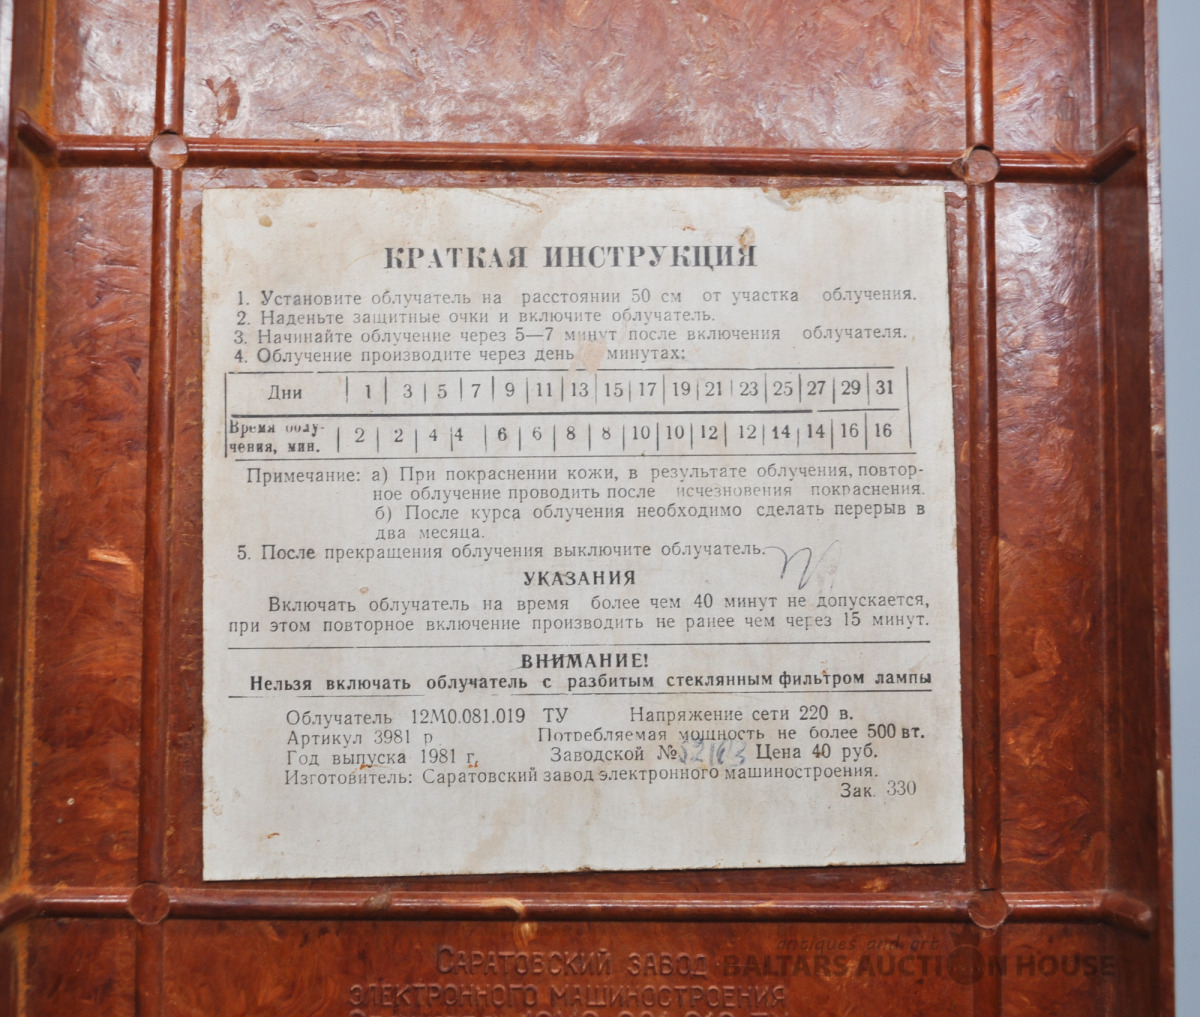 КРАТКАЯ ИНСТРУКЦИЯ
1. Установите облучатель на расстоянии 50 см от участка облучения.
2. Наденьте защитные очки и включите облучатель.
3. Начинайте облучение через 5—7 минут после включения облучателя.
4. Облучение производите через день минутах:
Дни | 1 | 3 | 5 | 7 | 9 | 11 | 13 | 15 | 17 | 19 | 21 | 23 | 25 | 27 | 29 | 31
Время облу-
чения, мин. | 2 | 2 | 4 | 4 | 6 | 6 | 8 | 8 | 10 | 10 | 12 | 12 | 14 | 14 | 16 | 16
Примечание: а) При покраснении кожи, в результате облучения, повтор-
ное облучение проводить после исчезновения покраснения.
б) После курса облучения необходимо сделать перерыв в
два месяца.
5. После прекращения облучения выключите облучатель.
УКАЗАНИЯ
Включать облучатель на время более чем 40 минут не допускается,
при этом повторное включение производить не ранее чем через 15 минут.
ВНИМАНИЕ!
Нельзя включать облучатель с разбитым стеклянным фильтром лампы
Облучатель 12М0.081.019 ТУ Напряжение сети 220 в.
Артикул 3981 р Потребляемая мощность не более 500 вт.
Год выпуска 1981 г. Заводской № Цена 40 руб.
Изготовитель: Саратовский завод электронного машиностроения.
Зак. 330
САРАТОВСКИЙ ЗАВОД
ЭЛЕКТРОННОГО МАШИНОСТРОЕНИЯ
antiques and art
BALTARS AUCTION HOUSE